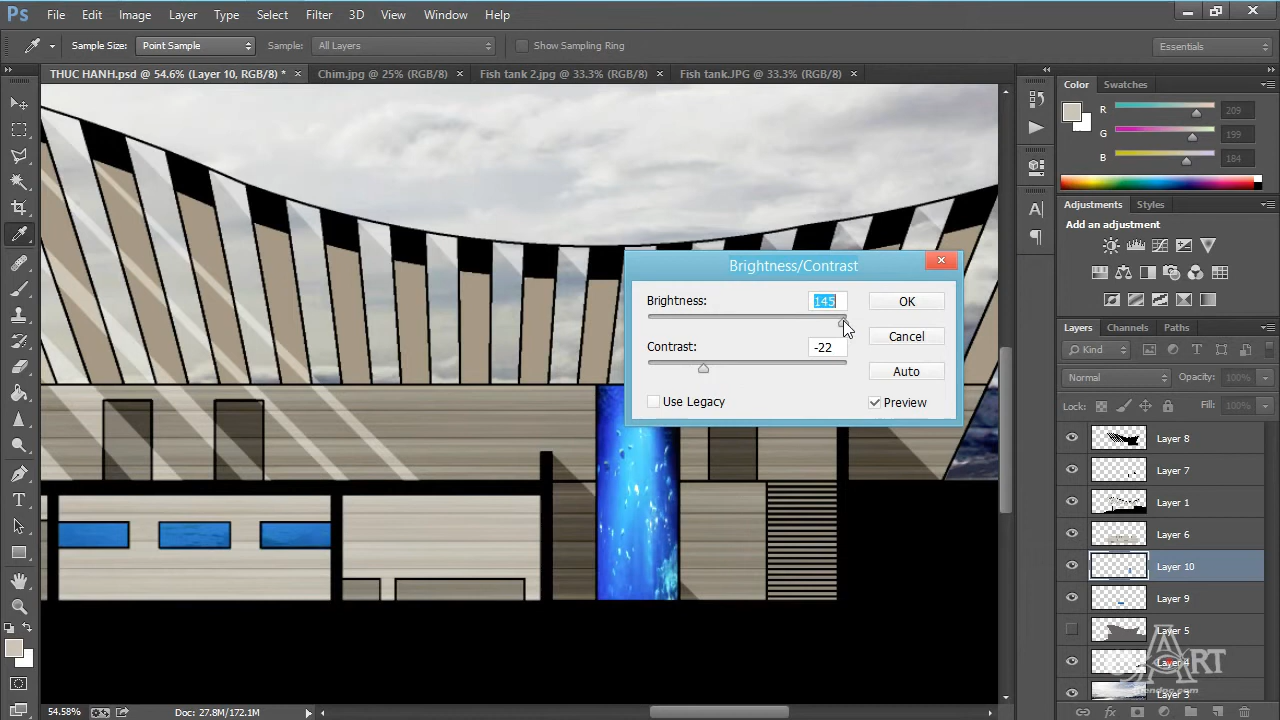 Ps File Edit Image Layer Type Select Filter 3D View Window Help
Sample Size: Point Sample Sample: All Layers Show Sampling Ring Essentials
THUC HANH.psd @ 54.6% (Layer 10, RGB/8) * × Chim.jpg @ 25% (RGB/8) × Fish tank 2.jpg @ 33.3% (RGB/8) × Fish tank.JPG @ 33.3% (RGB/8) ×
Color Swatches
R 209
G 199
B 184
Adjustments Styles
Add an adjustment
Brightness/Contrast
Brightness: 145 OK
Cancel
Contrast: -22
Auto
Use Legacy Preview
Layers Channels Paths
Kind
Normal Opacity: 100%
Lock: Fill: 100%
Layer 8
Layer 7
Layer 1
Layer 6
Layer 10
Layer 9
Layer 5
Layer 4
ART
Layer 3
54.58% Doc: 27.8M/172.1M